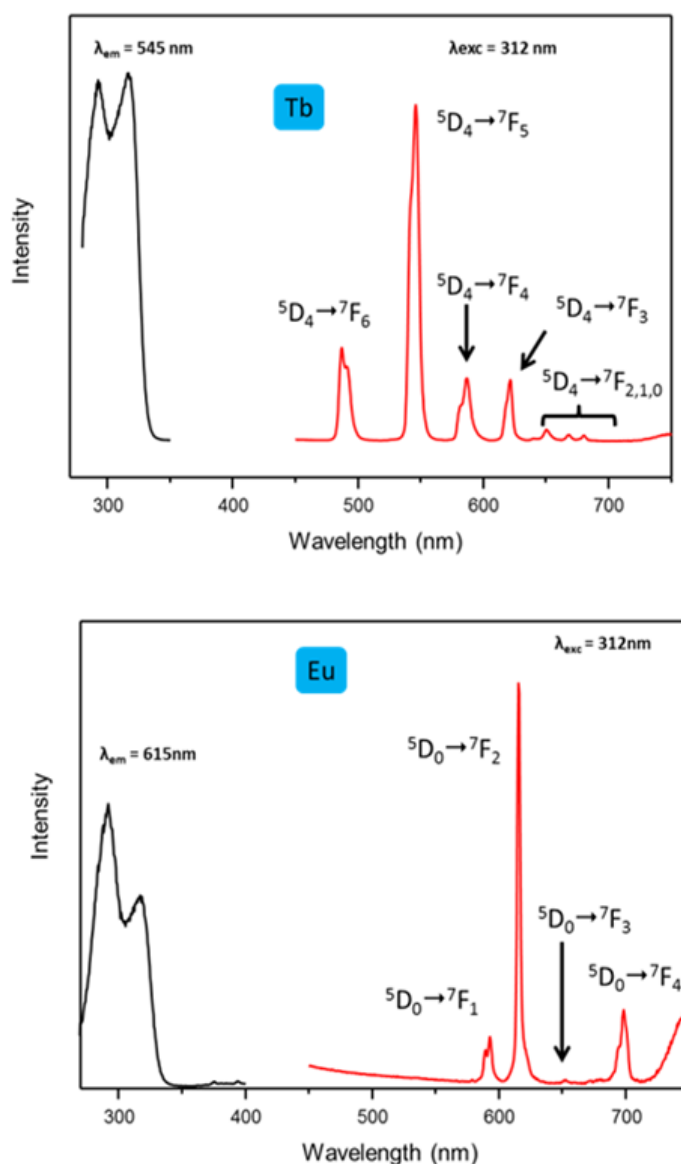 λem = 545 nm
λexc = 312 nm
Tb
⁵D₄→⁷F₅
⁵D₄→⁷F₄
⁵D₄→⁷F₆
⁵D₄→⁷F₃
⁵D₄→⁷F₂,₁,₀
Intensity
300 400 500 600 700
Wavelength (nm)
λexc = 312nm
Eu
λem = 615nm
⁵D₀→⁷F₂
⁵D₀→⁷F₃
⁵D₀→⁷F₄
⁵D₀→⁷F₁
Intensity
300 400 500 600 700
Wavelength (nm)